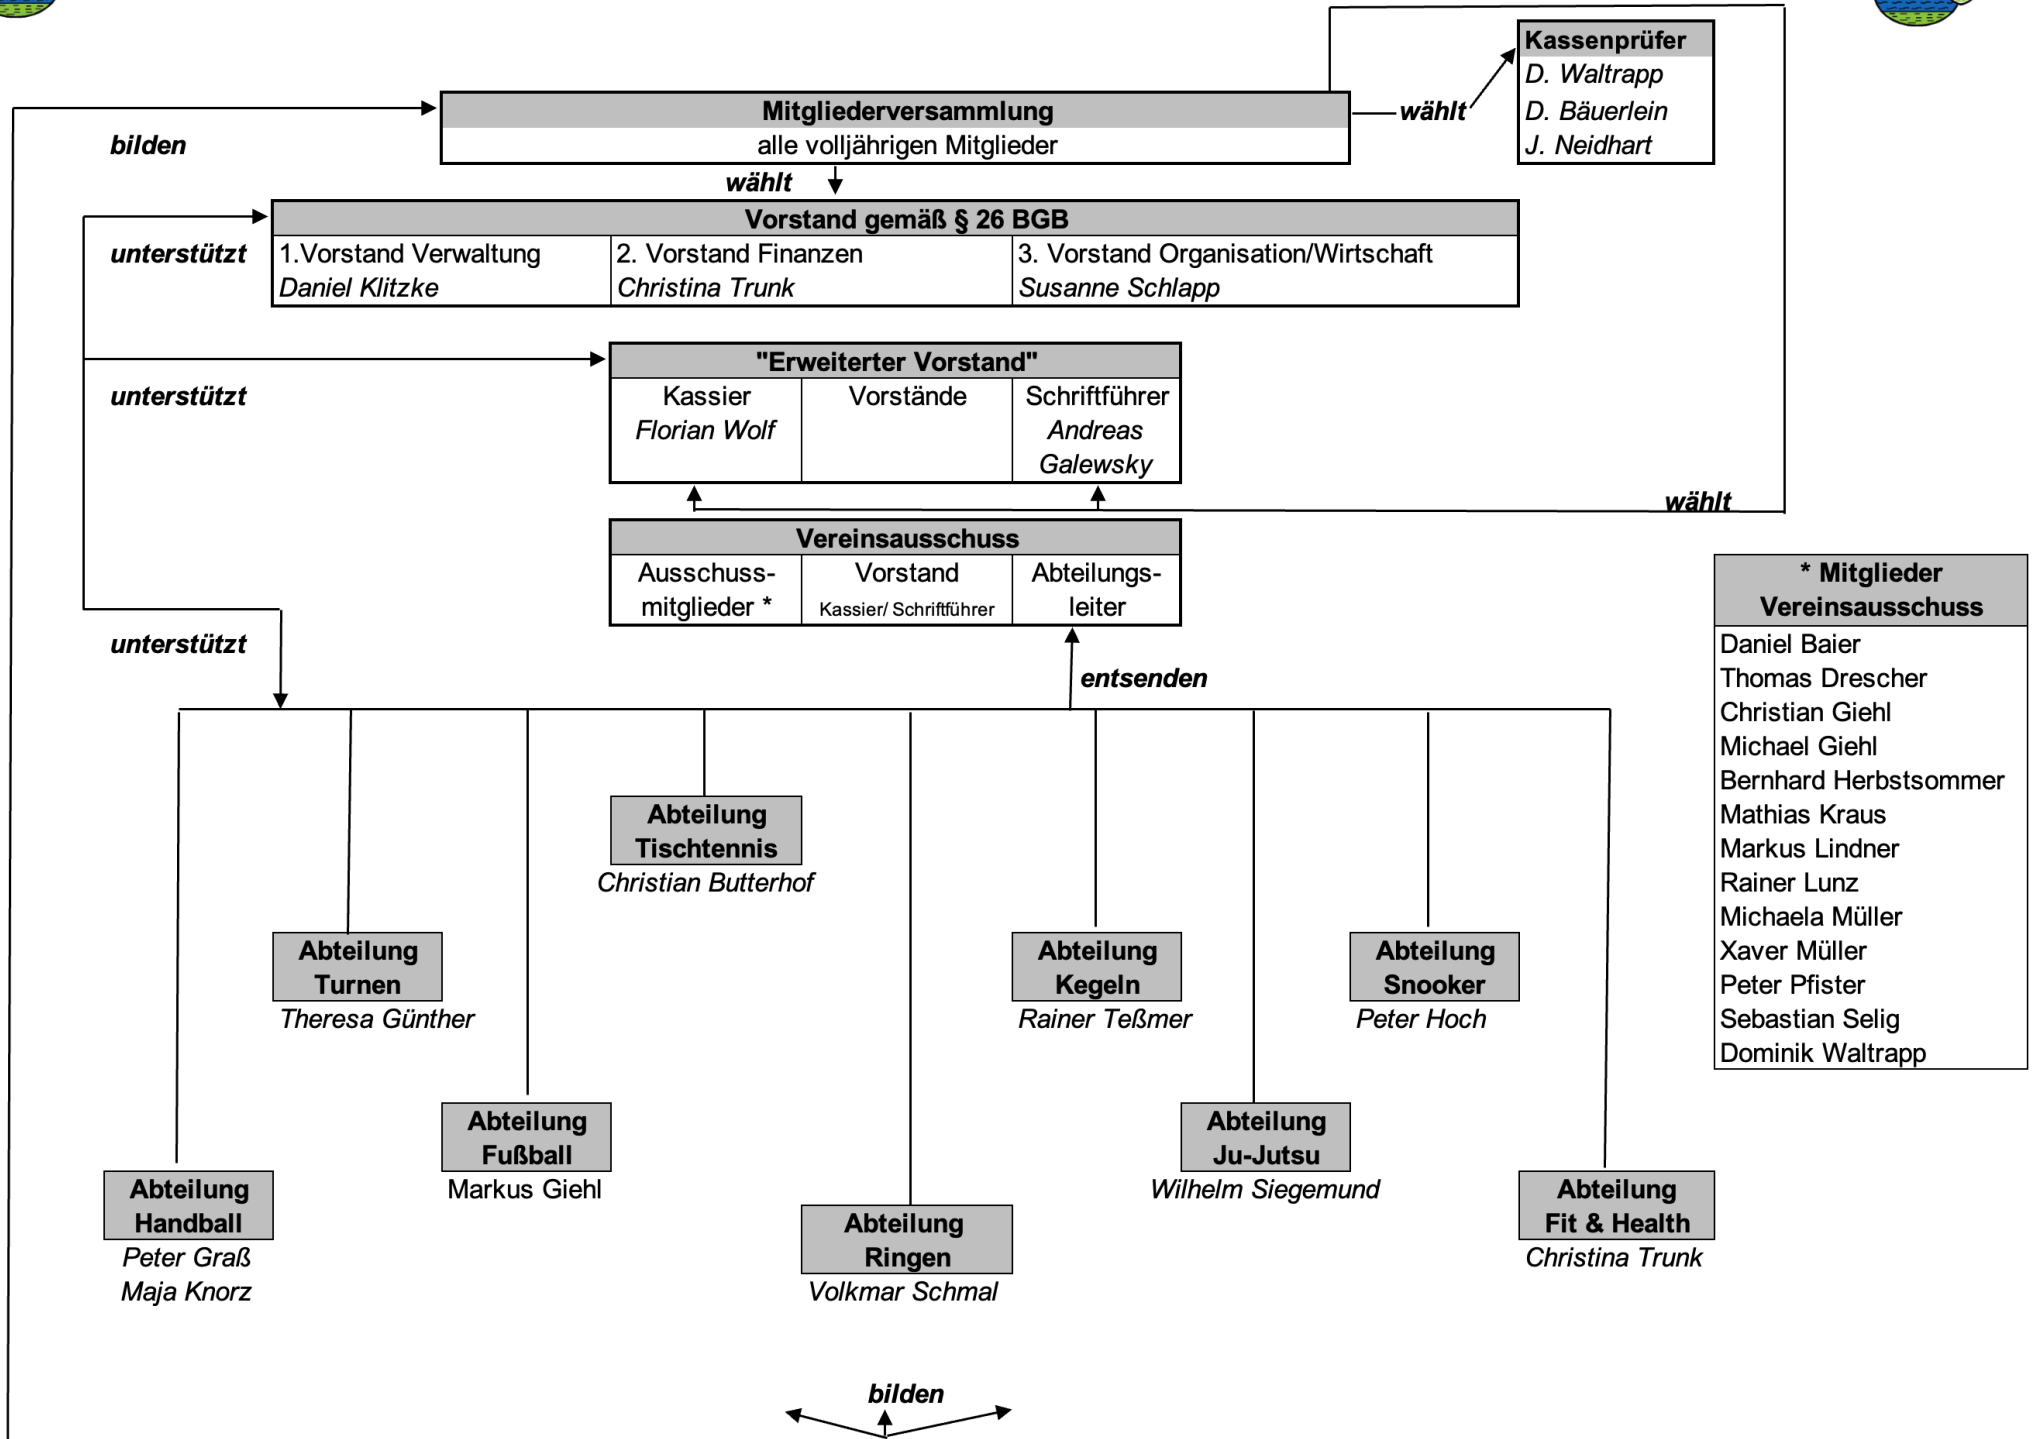 Kassenprüfer
D. Waltrapp
D. Bäuerlein
J. Neidhart
Mitgliederversammlung
alle volljährigen Mitglieder
wählt
bilden
wählt
Vorstand gemäß § 26 BGB
1.Vorstand Verwaltung
Daniel Klitzke
2. Vorstand Finanzen
Christina Trunk
3. Vorstand Organisation/Wirtschaft
Susanne Schlapp
unterstützt
"Erweiterter Vorstand"
Kassier
Florian Wolf
Vorstände
Schriftführer
Andreas
Galewsky
unterstützt
wählt
Vereinsausschuss
Ausschuss-
mitglieder *
Vorstand
Kassier/ Schriftführer
Abteilungs-
leiter
unterstützt
entsenden
* Mitglieder
Vereinsausschuss
Daniel Baier
Thomas Drescher
Christian Giehl
Michael Giehl
Bernhard Herbstsommer
Mathias Kraus
Markus Lindner
Rainer Lunz
Michaela Müller
Xaver Müller
Peter Pfister
Sebastian Selig
Dominik Waltrapp
Abteilung
Tischtennis
Christian Butterhof
Abteilung
Turnen
Theresa Günther
Abteilung
Kegeln
Rainer Teßmer
Abteilung
Snooker
Peter Hoch
Abteilung
Fußball
Markus Giehl
Abteilung
Ju-Jutsu
Wilhelm Siegemund
Abteilung
Handball
Peter Graß
Maja Knorz
Abteilung
Ringen
Volkmar Schmal
Abteilung
Fit & Health
Christina Trunk
bilden